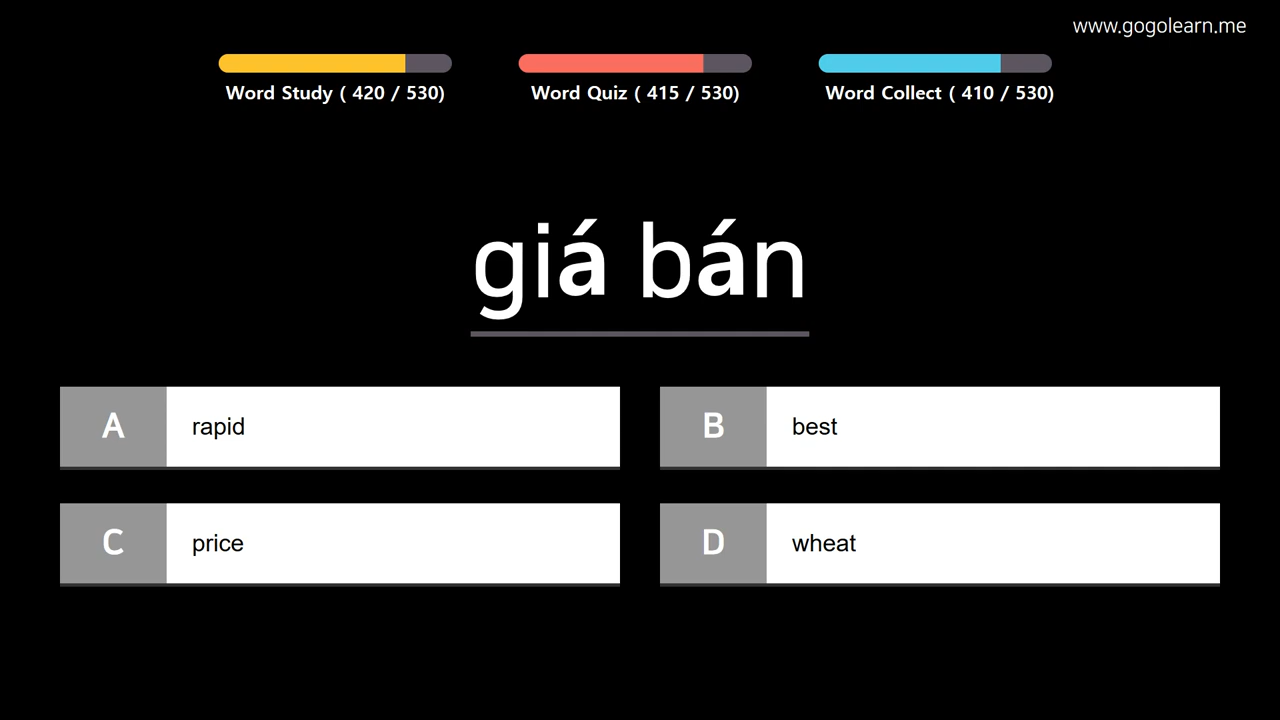 www.gogolearn.me
Word Study ( 420 / 530)
Word Quiz ( 415 / 530)
Word Collect ( 410 / 530)
giá bán
A rapid
B best
C price
D wheat